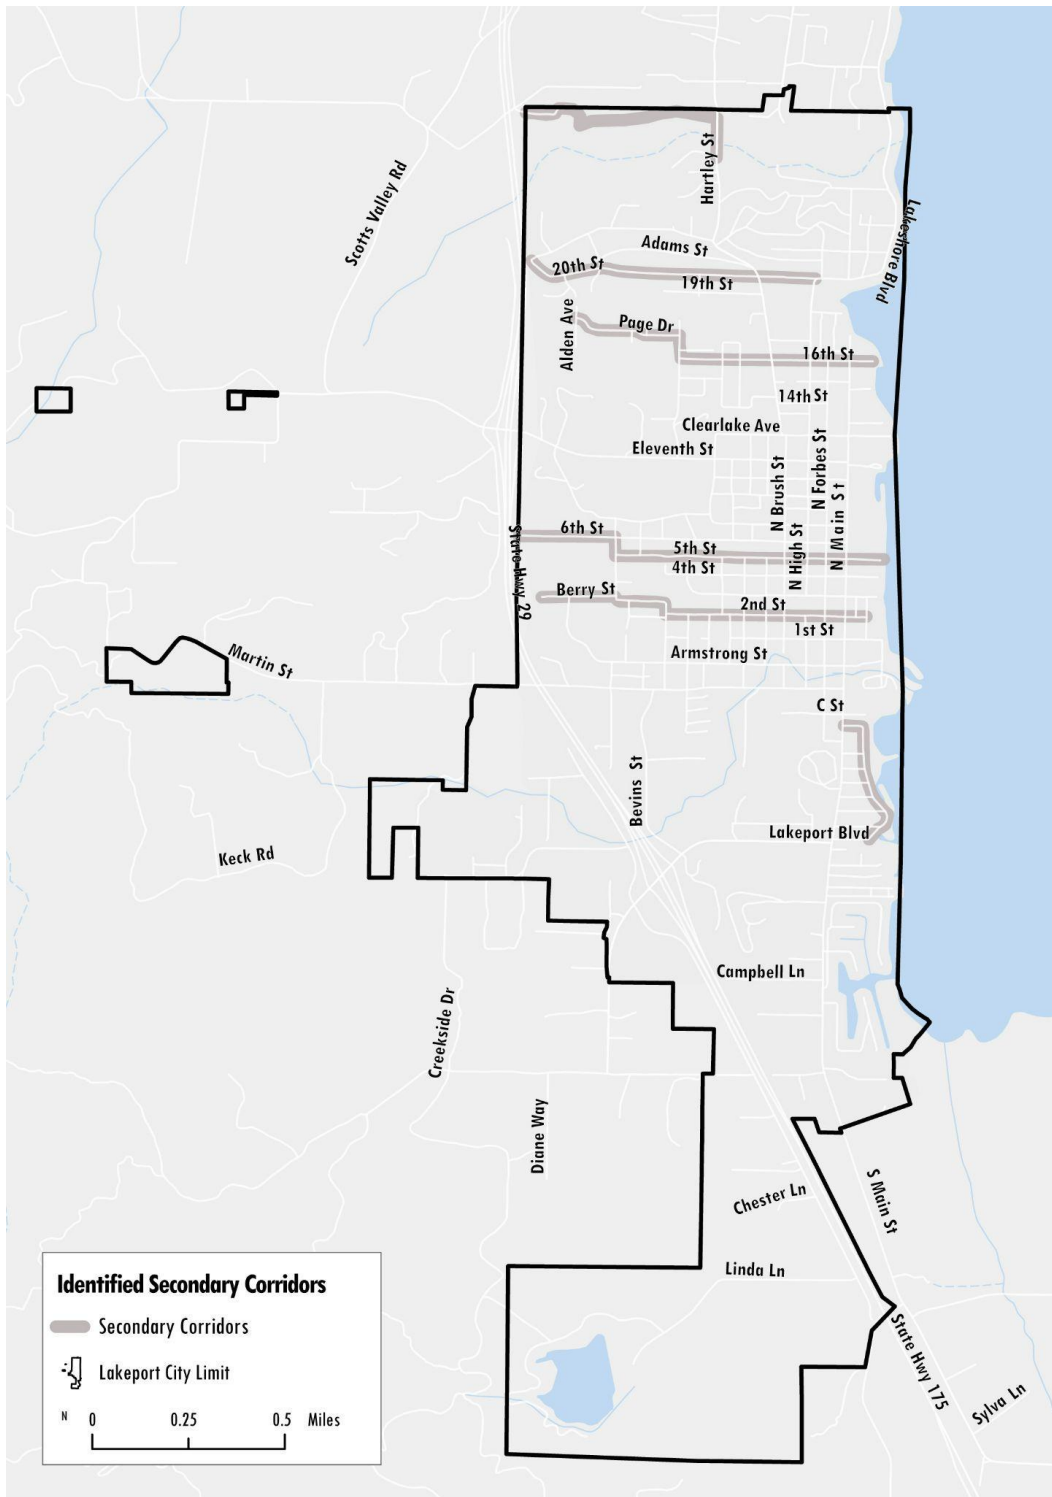 Hartley St
Scotts Valley Rd
Lakeshore Blvd
Adams St
20th St
19th St
Alden Ave
Page Dr
16th St
14th St
Clearlake Ave
Eleventh St
N Brush St
N Forbes St
N Main St
N High St
State Hwy 29
6th St
5th St
4th St
Berry St
2nd St
1st St
Armstrong St
Martin St
C St
Bevins St
Lakeport Blvd
Keck Rd
Campbell Ln
Creekside Dr
Diane Way
Chester Ln
S Main St
Linda Ln
State Hwy 175
Sylva Ln
Identified Secondary Corridors
Secondary Corridors
Lakeport City Limit
N 0 0.25 0.5 Miles